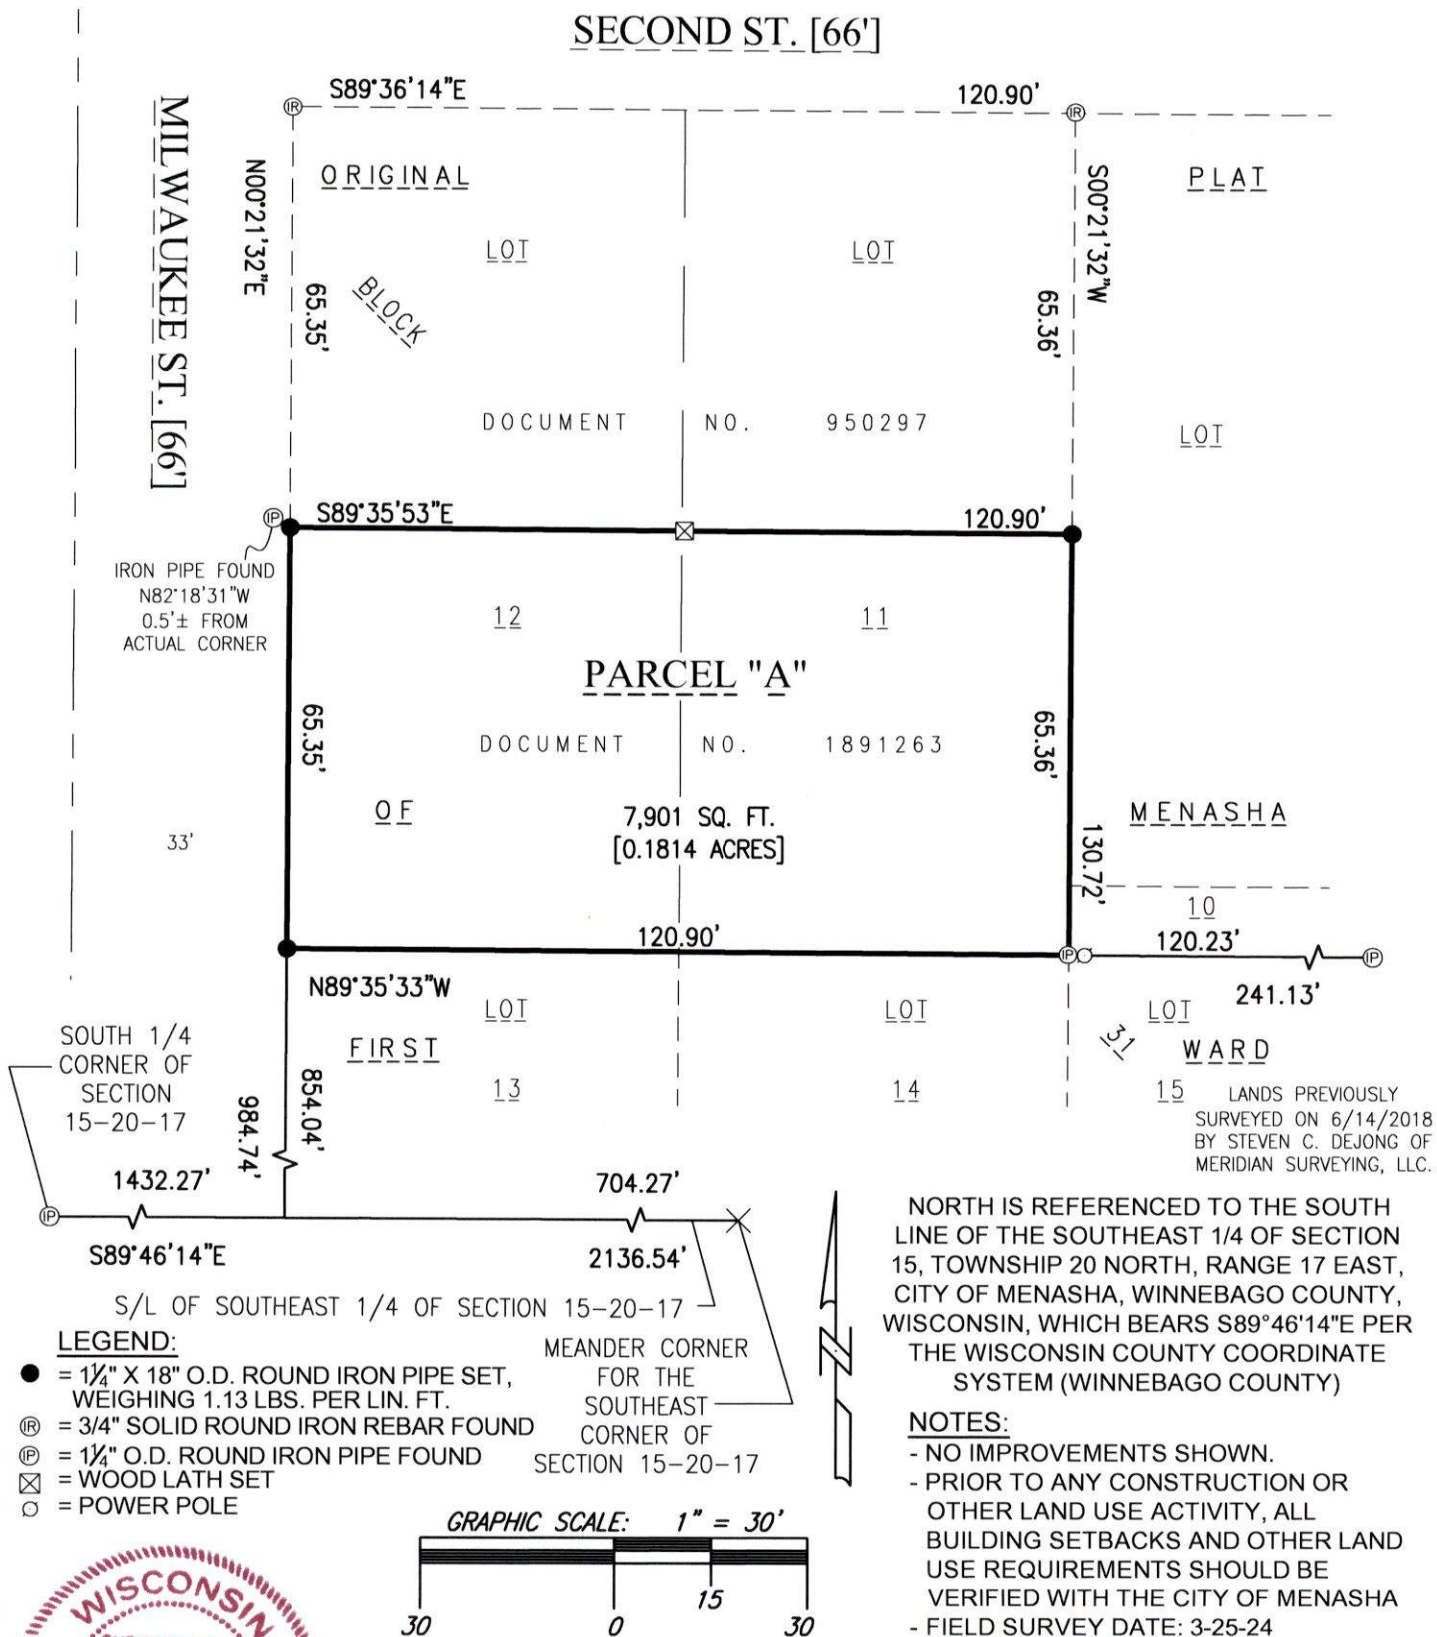 SECOND ST. [66']
S89°36'14"E
120.90'
IR
IR
MILWAUKEE ST. [66']
N00°21'32"E
65.35'
ORIGINAL
PLAT
S00°21'32"W
65.36'
LOT
LOT
BLOCK
DOCUMENT NO. 950297
LOT
IP
S89°35'53"E
120.90'
IRON PIPE FOUND
N82°18'31"W
0.5'± FROM
ACTUAL CORNER
12
11
PARCEL "A"
65.35'
65.36'
DOCUMENT NO. 1891263
OF
7,901 SQ. FT.
[0.1814 ACRES]
MENASHA
33'
130.72'
10
120.90'
120.23'
IP
IP
N89°35'33"W
241.13'
LOT
LOT
LOT
SOUTH 1/4
CORNER OF
SECTION
15-20-17
FIRST
31
WARD
13
14
15
LANDS PREVIOUSLY
SURVEYED ON 6/14/2018
BY STEVEN C. DEJONG OF
MERIDIAN SURVEYING, LLC.
854.04'
984.74'
1432.27'
704.27'
IP
S89°46'14"E
2136.54'
S/L OF SOUTHEAST 1/4 OF SECTION 15-20-17
MEANDER CORNER
FOR THE
SOUTHEAST
CORNER OF
SECTION 15-20-17
N
NORTH IS REFERENCED TO THE SOUTH
LINE OF THE SOUTHEAST 1/4 OF SECTION
15, TOWNSHIP 20 NORTH, RANGE 17 EAST,
CITY OF MENASHA, WINNEBAGO COUNTY,
WISCONSIN, WHICH BEARS S89°46'14"E PER
THE WISCONSIN COUNTY COORDINATE
SYSTEM (WINNEBAGO COUNTY)
LEGEND:
= 1¼" X 18" O.D. ROUND IRON PIPE SET,
WEIGHING 1.13 LBS. PER LIN. FT.
IR = 3/4" SOLID ROUND IRON REBAR FOUND
IP = 1¼" O.D. ROUND IRON PIPE FOUND
= WOOD LATH SET
= POWER POLE
NOTES:
- NO IMPROVEMENTS SHOWN.
- PRIOR TO ANY CONSTRUCTION OR
OTHER LAND USE ACTIVITY, ALL
BUILDING SETBACKS AND OTHER LAND
USE REQUIREMENTS SHOULD BE
VERIFIED WITH THE CITY OF MENASHA
- FIELD SURVEY DATE: 3-25-24
GRAPHIC SCALE: 1" = 30'
30 0 15 30
WISCONSIN